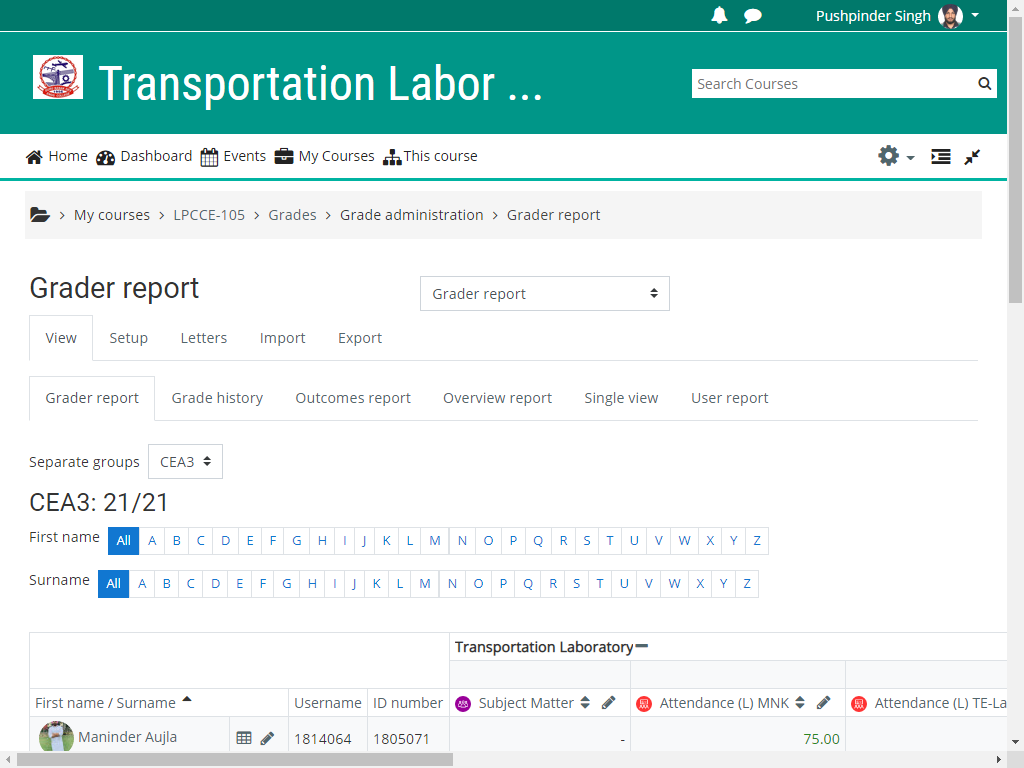 Pushpinder Singh
Transportation Labor ...
Search Courses
Home Dashboard Events My Courses This course
My courses LPCCE-105 Grades Grade administration Grader report
Grader report
Grader report
View Setup Letters Import Export
Grader report Grade history Outcomes report Overview report Single view User report
Separate groups CEA3
CEA3: 21/21
First name All A B C D E F G H I J K L M N O P Q R S T U V W X Y Z
Surname All A B C D E F G H I J K L M N O P Q R S T U V W X Y Z
Transportation Laboratory
First name / Surname Username ID number Subject Matter Attendance (L) MNK Attendance (L) TE-La
Maninder Aujla 1814064 1805071 - 75.00